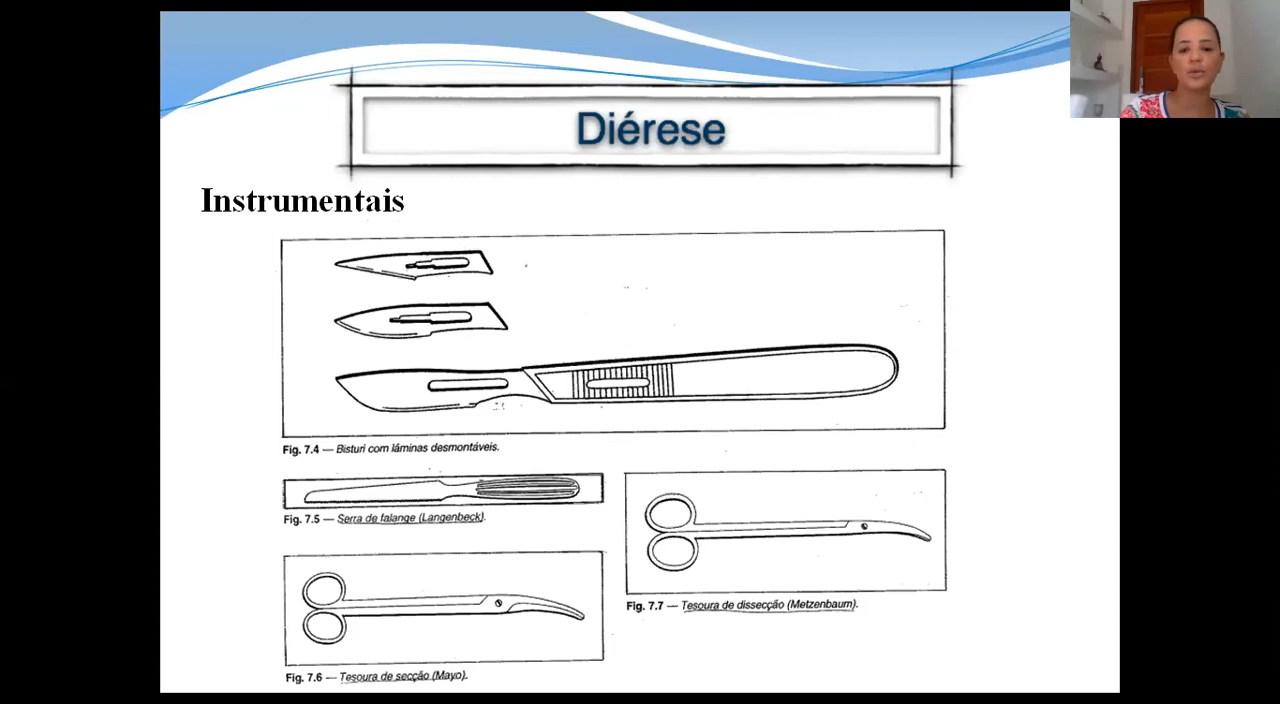 Diérese
Instrumentais
Fig. 7.4 — Bisturi com lâminas desmontáveis.
Fig. 7.5 — Serra de falange (Langenbeck).
Fig. 7.7 — Tesoura de dissecção (Metzenbaum).
Fig. 7.6 — Tesoura de secção (Mayo).